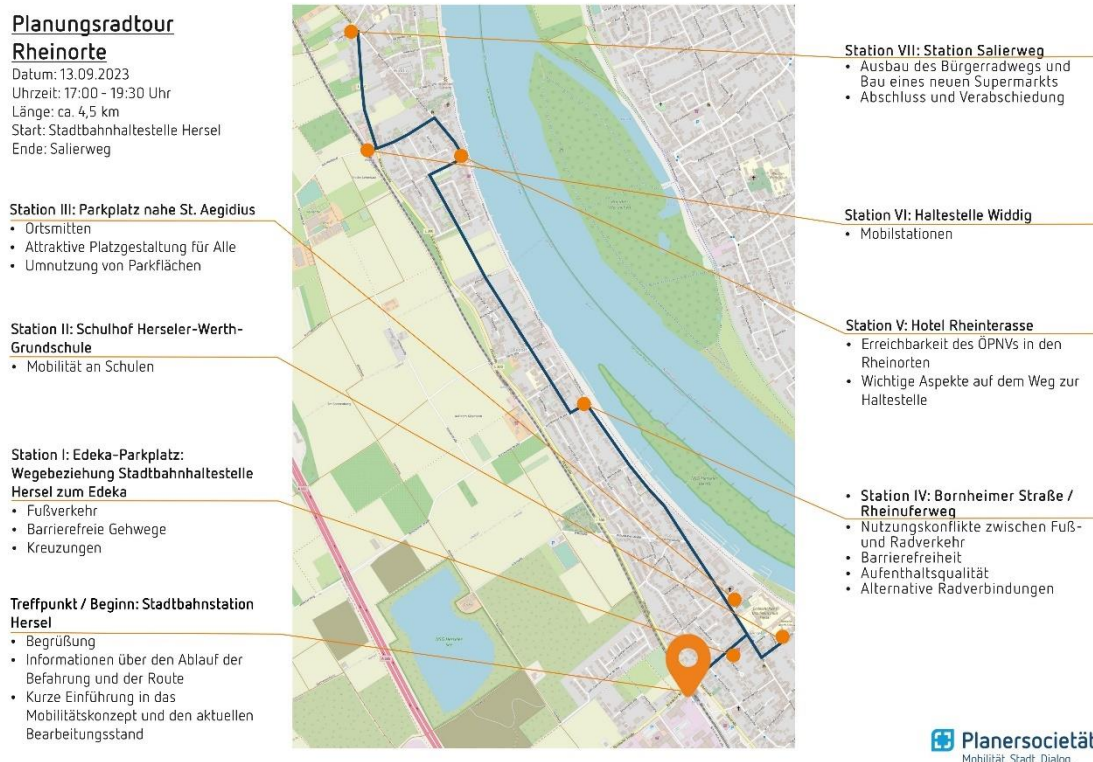 Planungsradtour
Rheinorte
Datum: 13.09.2023
Uhrzeit: 17:00 - 19:30 Uhr
Länge: ca. 4,5 km
Start: Stadtbahnhaltestelle Hersel
Ende: Salierweg
Station III: Parkplatz nahe St. Aegidius
• Ortsmitten
• Attraktive Platzgestaltung für Alle
• Umnutzung von Parkflächen
Station II: Schulhof Herseler-Werth-
Grundschule
• Mobilität an Schulen
Station I: Edeka-Parkplatz:
Wegebeziehung Stadtbahnhaltestelle
Hersel zum Edeka
• Fußverkehr
• Barrierefreie Gehwege
• Kreuzungen
Treffpunkt / Beginn: Stadtbahnstation
Hersel
• Begrüßung
• Informationen über den Ablauf der
Befahrung und der Route
• Kurze Einführung in das
Mobilitätskonzept und den aktuellen
Bearbeitungsstand
Station VII: Station Salierweg
• Ausbau des Bürgerradwegs und
Bau eines neuen Supermarkts
• Abschluss und Verabschiedung
Station VI: Haltestelle Widdig
• Mobilstationen
Station V: Hotel Rheinterasse
• Erreichbarkeit des ÖPNVs in den
Rheinorten
• Wichtige Aspekte auf dem Weg zur
Haltestelle
• Station IV: Bornheimer Straße /
Rheinuferweg
• Nutzungskonflikte zwischen Fuß-
und Radverkehr
• Barrierefreiheit
• Aufenthaltsqualität
• Alternative Radverbindungen
Planersocietät
Mobilität. Stadt. Dialog.